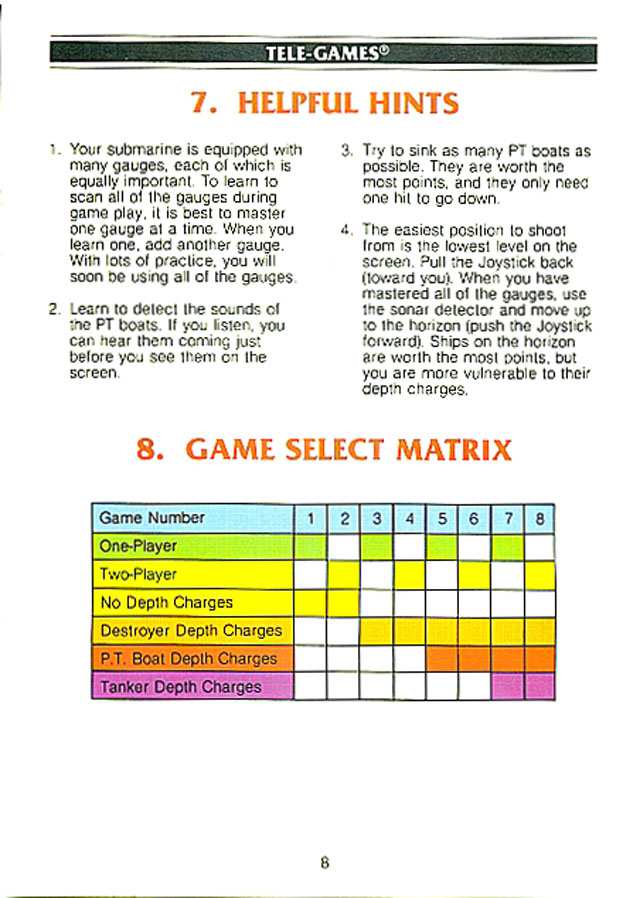 TELE-GAMES®
7. HELPFUL HINTS
1. Your submarine is equipped with
many gauges, each of which is
equally important. To learn to
scan all of the gauges during
game play, it is best to master
one gauge at a time. When you
learn one, add another gauge.
With lots of practice, you will
soon be using all of the gauges.
2. Learn to detect the sounds of
the PT boats. If you listen, you
can hear them coming just
before you see them on the
screen.
3. Try to sink as many PT boats as
possible. They are worth the
most points, and they only need
one hit to go down.
4. The easiest position to shoot
from is the lowest level on the
screen. Pull the Joystick back
(toward you). When you have
mastered all of the gauges, use
the sonar detector and move up
to the horizon (push the Joystick
forward). Ships on the horizon
are worth the most points, but
you are more vulnerable to their
depth charges.
8. GAME SELECT MATRIX
Game Number 1 2 3 4 5 6 7 8
One-Player
Two-Player
No Depth Charges
Destroyer Depth Charges
P.T. Boat Depth Charges
Tanker Depth Charges
8